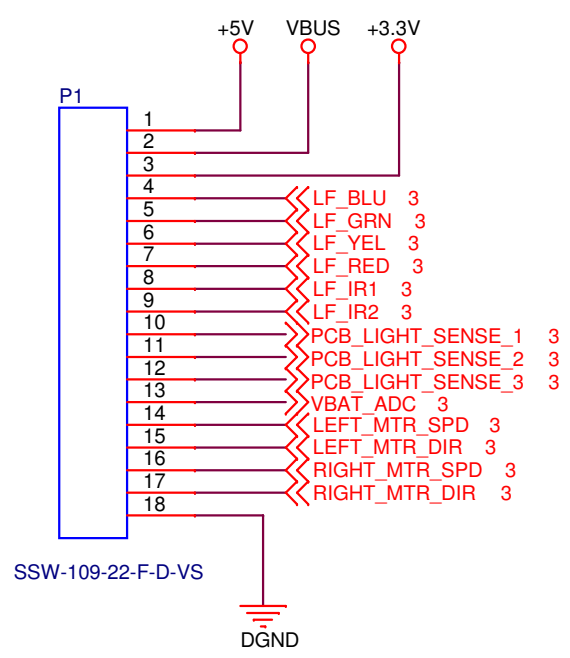 +5V VBUS +3.3V
P1
1
2
3
4 LF_BLU 3
5 LF_GRN 3
6 LF_YEL 3
7 LF_RED 3
8 LF_IR1 3
9 LF_IR2 3
10 PCB_LIGHT_SENSE_1 3
11 PCB_LIGHT_SENSE_2 3
12 PCB_LIGHT_SENSE_3 3
13 VBAT_ADC 3
14 LEFT_MTR_SPD 3
15 LEFT_MTR_DIR 3
16 RIGHT_MTR_SPD 3
17 RIGHT_MTR_DIR 3
18
SSW-109-22-F-D-VS
DGND